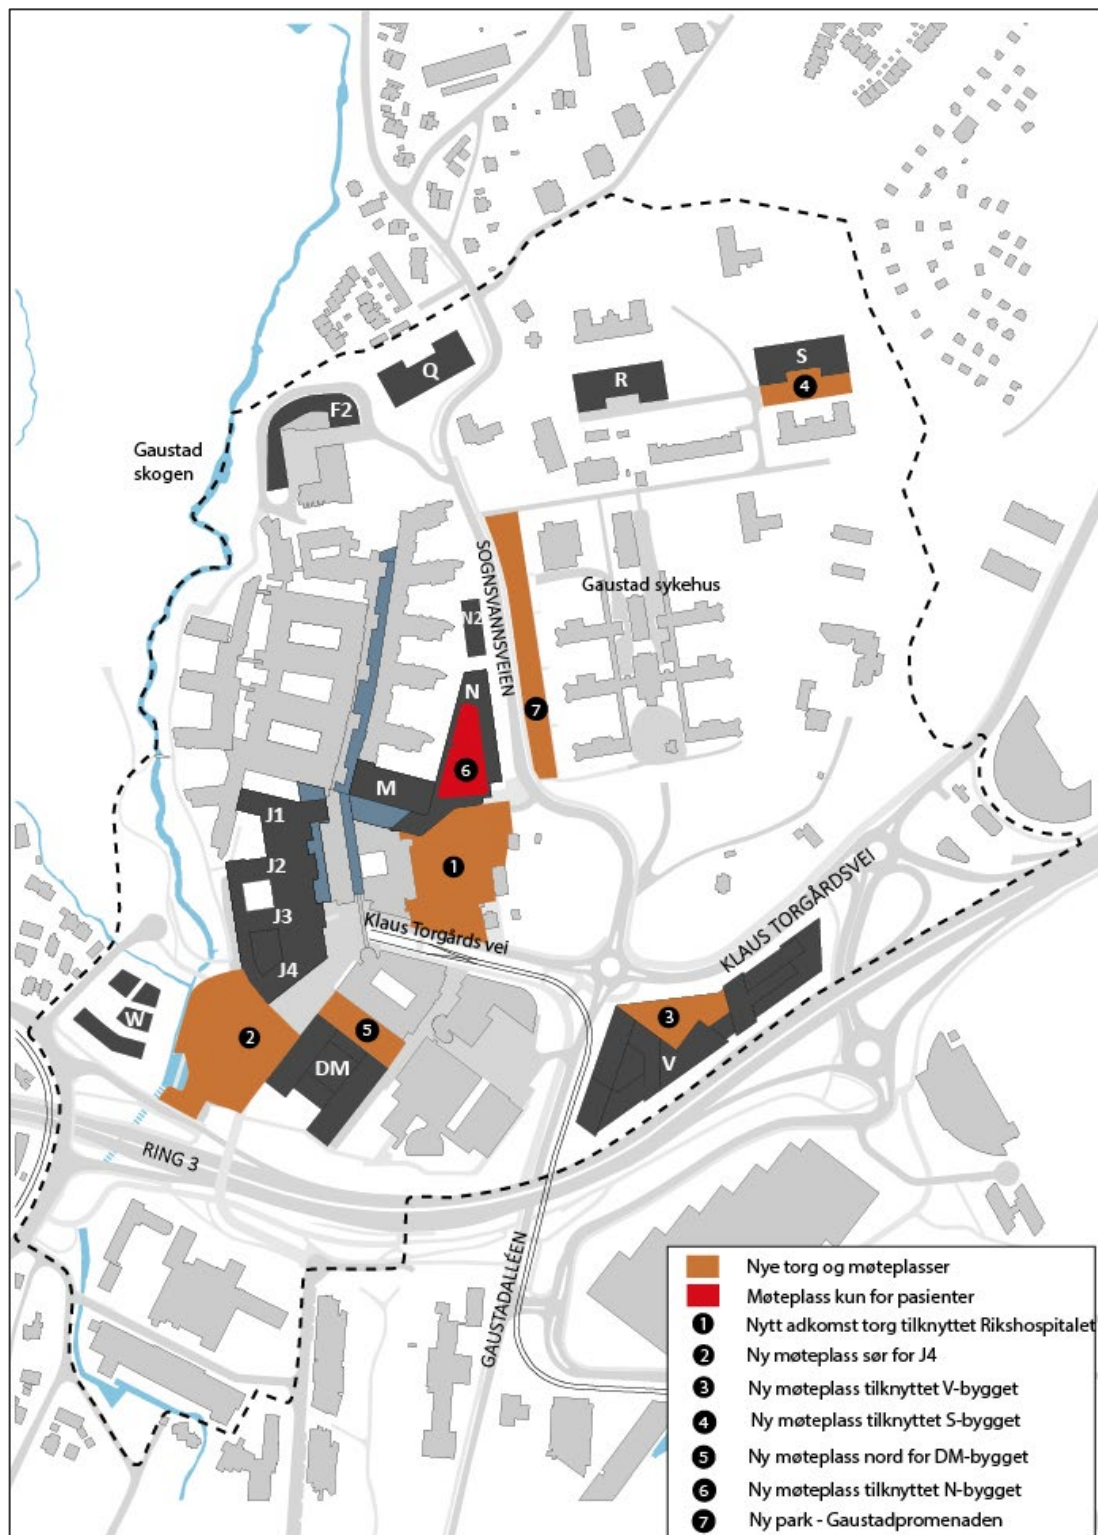 Q
S
R
4
F2
Gaustad
skogen
SOGNSVANNSVEIEN
Gaustad sykehus
N2
N
7
6
M
J1
J2
1
J3
Klaus Torgårds vei
KLAUS TORGÅRDSVEI
J4
W
2
5
3
DM
V
RING 3
GAUSTADALLÉEN
Nye torg og møteplasser
Møteplass kun for pasienter
1 Nytt adkomst torg tilknyttet Rikshospitalet
2 Ny møteplass sør for J4
3 Ny møteplass tilknyttet V-bygget
4 Ny møteplass tilknyttet S-bygget
5 Ny møteplass nord for DM-bygget
6 Ny møteplass tilknyttet N-bygget
7 Ny park - Gaustadpromenaden